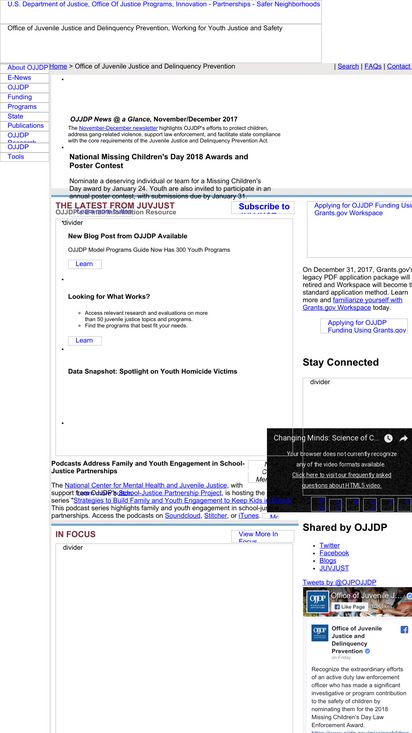 U.S. Department of Justice, Office Of Justice Programs, Innovation - Partnerships - Safer Neighborhoods
Office of Juvenile Justice and Delinquency Prevention, Working for Youth Justice and Safety
About OJJDP
E-News
OJJDP
Funding
Programs
State
Publications
OJJDP
OJJDP
Tools
Home > Office of Juvenile Justice and Delinquency Prevention
| Search | FAQs | Contact
OJJDP News @ a Glance, November/December 2017
The November-December newsletter highlights OJJDP's efforts to protect children,
address gang-related violence, support law enforcement, and facilitate state compliance
with the core requirements of the Juvenile Justice and Delinquency Prevention Act.
National Missing Children's Day 2018 Awards and
Poster Contest
Nominate a deserving individual or team for a Missing Children's
Day award by January 24. Youth are also invited to participate in an
annual poster contest, with submissions due by January 31.
THE LATEST FROM JUVJUST
Information Resource
Subscribe to
divider
New Blog Post from OJJDP Available
OJJDP Model Programs Guide Now Has 300 Youth Programs
Learn
Looking for What Works?
Access relevant research and evaluations on more
than 50 juvenile justice topics and programs.
Find the programs that best fit your needs.
Learn
Data Snapshot: Spotlight on Youth Homicide Victims
Podcasts Address Family and Youth Engagement in School-
Justice Partnerships
The National Center for Mental Health and Juvenile Justice, with
support from OJJDP's School-Justice Partnership Project, is hosting the
series "Strategies to Build Family and Youth Engagement to Keep Kids
This podcast series highlights family and youth engagement in school-justice
partnerships. Access the podcasts on Soundcloud, Stitcher, or iTunes.
IN FOCUS
View More In
Focus
divider
Applying for OJJDP Funding Using
Grants.gov Workspace
On December 31, 2017, Grants.gov's
legacy PDF application package will
retired and Workspace will become t
standard application method. Learn
more and familiarize yourself with
Grants.gov Workspace today.
Applying for OJJDP
Funding Using Grants.gov
Stay Connected
divider
Changing Minds: Science of C...
Your browser does not currently recognize
any of the video formats available.
Click here to visit our frequently asked
questions about HTML5 video.
Shared by OJJDP
Twitter
Facebook
Blogs
JUVJUST
Tweets by @OJPOJJDP
Office of Juvenile J...
Like Page
Office of Juvenile
Justice and
Delinquency
Prevention
on Friday
Recognize the extraordinary efforts
of an active duty law enforcement
officer who has made a significant
investigative or program contribution
to the safety of children by
nominating them for the 2018
Missing Children's Day Law
Enforcement Award.